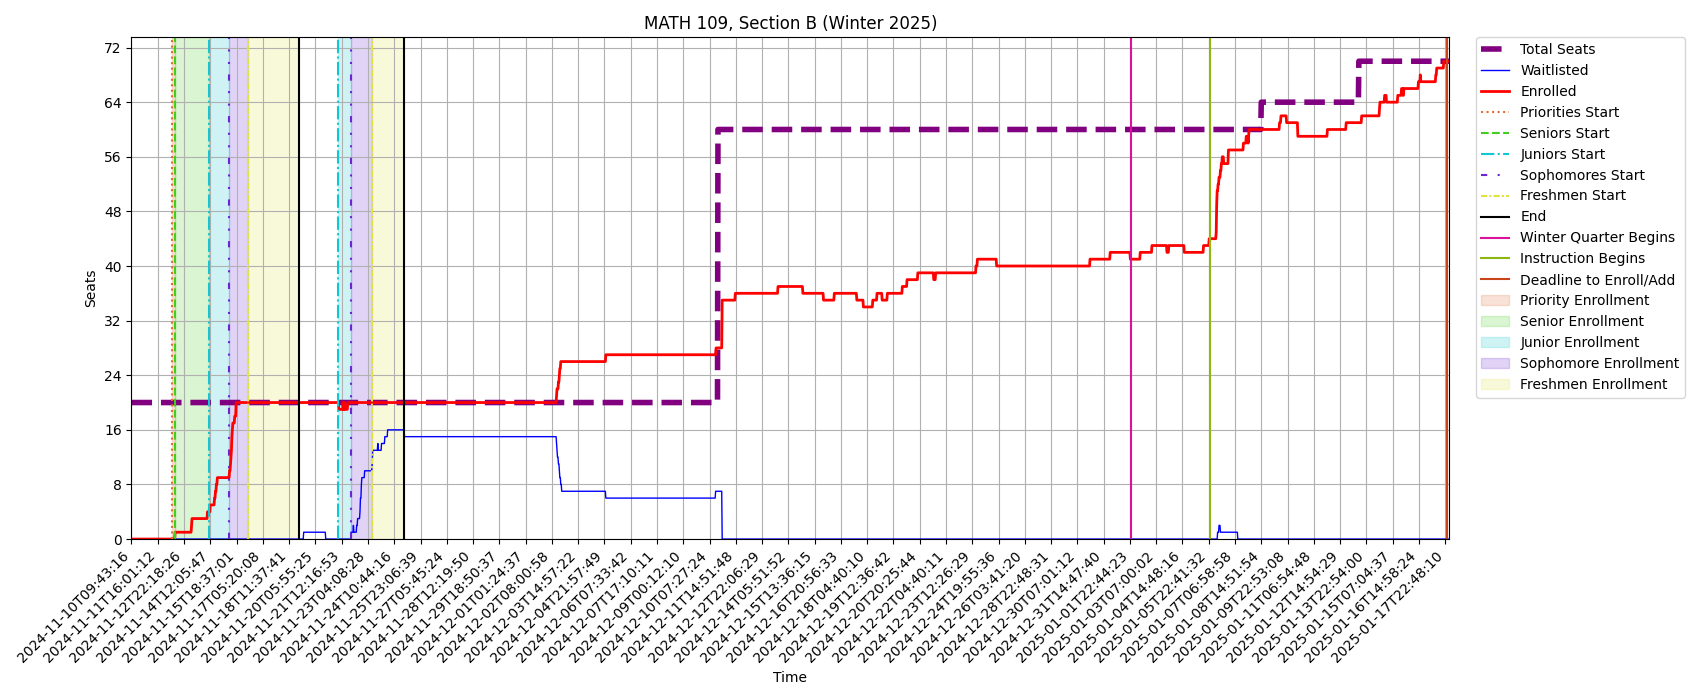 MATH 109, Section B (Winter 2025)
72
64
56
48
40
32
24
16
8
0
Seats
2024-11-10T09:43:16
2024-11-11T16:01:12
2024-11-12T22:18:26
2024-11-14T12:05:47
2024-11-15T18:37:01
2024-11-17T05:20:08
2024-11-18T11:37:41
2024-11-20T05:55:25
2024-11-21T12:16:53
2024-11-23T04:08:28
2024-11-24T10:44:16
2024-11-25T23:06:39
2024-11-27T05:45:24
2024-11-28T12:19:50
2024-11-29T18:50:37
2024-12-01T01:24:37
2024-12-02T08:00:58
2024-12-03T14:57:22
2024-12-04T21:57:49
2024-12-06T07:33:42
2024-12-07T17:10:11
2024-12-09T00:12:10
2024-12-10T07:27:24
2024-12-11T14:51:48
2024-12-12T22:06:29
2024-12-14T05:51:52
2024-12-15T13:36:15
2024-12-16T20:56:33
2024-12-18T04:40:10
2024-12-19T12:36:42
2024-12-20T20:25:44
2024-12-22T04:40:11
2024-12-23T12:26:29
2024-12-24T19:55:36
2024-12-26T03:41:20
2024-12-28T22:48:31
2024-12-30T07:01:12
2024-12-31T14:47:40
2025-01-01T22:44:23
2025-01-03T07:00:02
2025-01-04T14:48:16
2025-01-05T22:41:32
2025-01-07T06:58:58
2025-01-08T14:51:54
2025-01-09T22:53:08
2025-01-11T06:54:48
2025-01-12T14:54:29
2025-01-13T22:54:00
2025-01-15T07:04:37
2025-01-16T14:58:24
2025-01-17T22:48:10
Time
Total Seats
Waitlisted
Enrolled
Priorities Start
Seniors Start
Juniors Start
Sophomores Start
Freshmen Start
End
Winter Quarter Begins
Instruction Begins
Deadline to Enroll/Add
Priority Enrollment
Senior Enrollment
Junior Enrollment
Sophomore Enrollment
Freshmen Enrollment